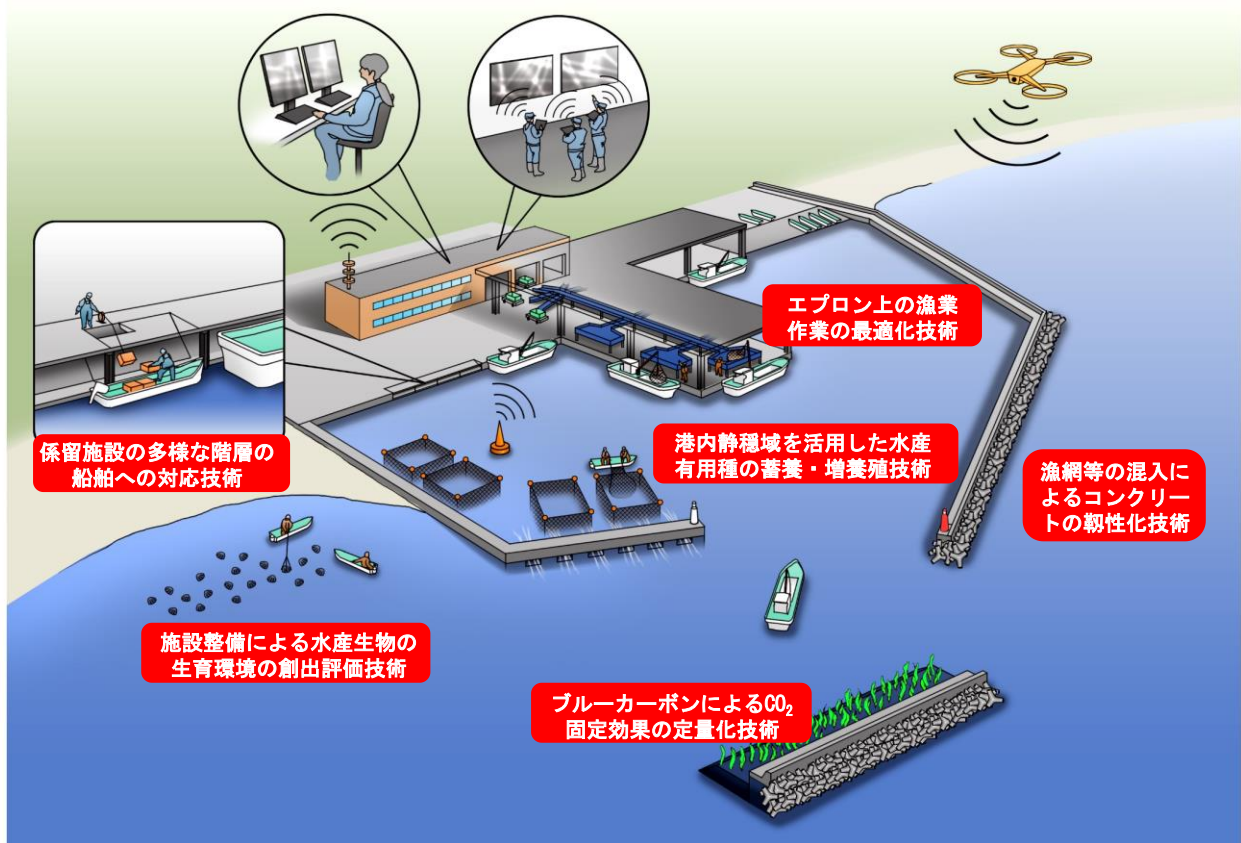 エプロン上の漁業
作業の最適化技術
係留施設の多様な階層の
船舶への対応技術
港内静穏域を活用した水産
有用種の蓄養・増養殖技術
漁網等の混入に
よるコンクリー
トの靱性化技術
施設整備による水産生物の
生育環境の創出評価技術
ブルーカーボンによるCO₂
固定効果の定量化技術